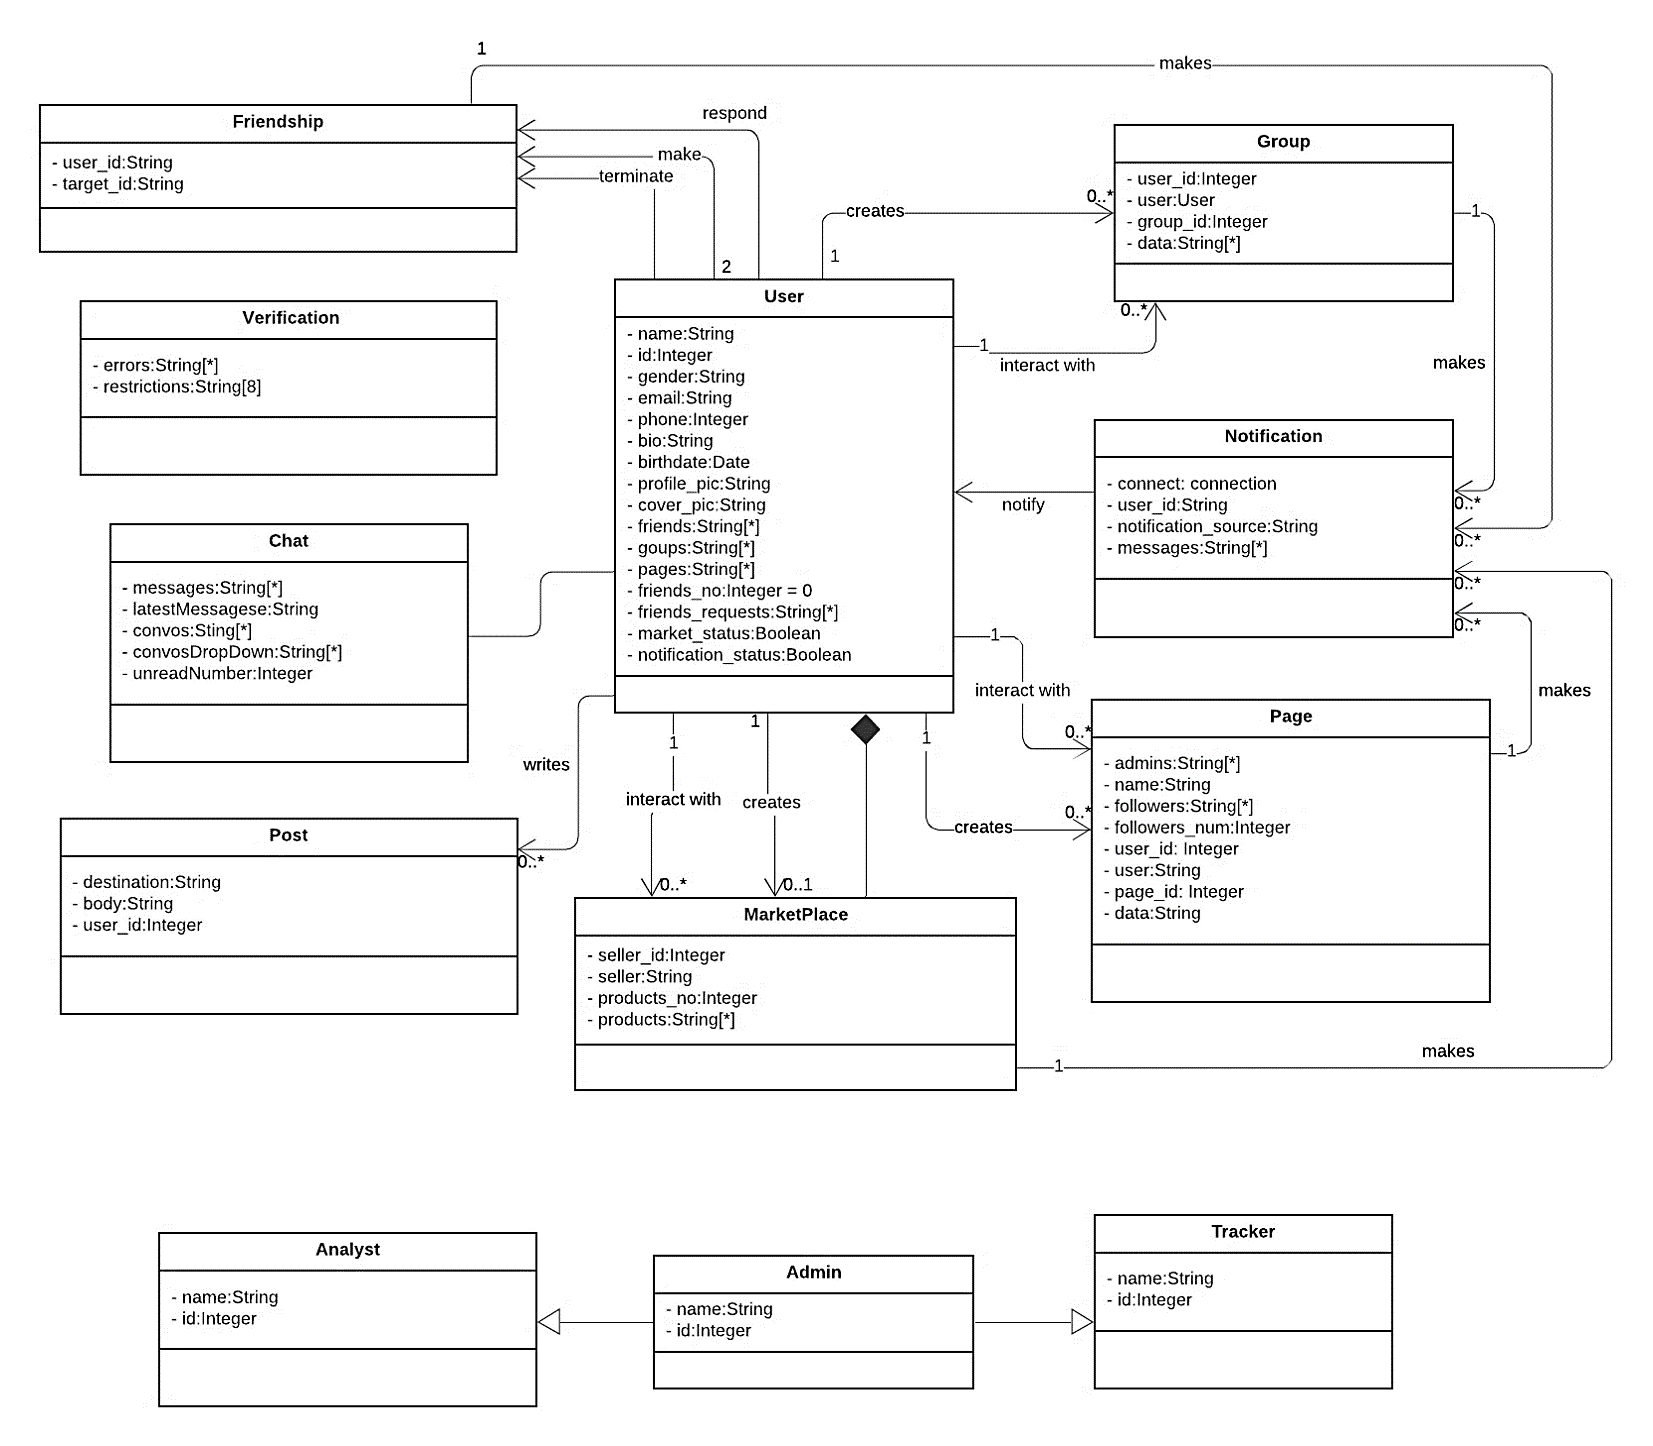 1
makes
Friendship
- user_id:String
- target_id:String
respond
make
terminate
2
Group
- user_id:Integer
- user:User
- group_id:Integer
- data:String[*]
0..*
creates
1
0..*
1
interact with
1
makes
Verification
- errors:String[*]
- restrictions:String[8]
User
- name:String
- id:Integer
- gender:String
- email:String
- phone:Integer
- bio:String
- birthdate:Date
- profile_pic:String
- cover_pic:String
- friends:String[*]
- goups:String[*]
- pages:String[*]
- friends_no:Integer = 0
- friends_requests:String[*]
- market_status:Boolean
- notification_status:Boolean
Notification
- connect: connection
- user_id:String
- notification_source:String
- messages:String[*]
0..*
0..*
0..*
0..*
notify
Chat
- messages:String[*]
- latestMessagese:String
- convos:Sting[*]
- convosDropDown:String[*]
- unreadNumber:Integer
1
interact with
0..*
makes
1
Page
- admins:String[*]
- name:String
- followers:String[*]
- followers_num:Integer
- user_id: Integer
- user:String
- page_id: Integer
- data:String
writes
0..*
1
interact with
0..*
1
creates
0..1
1
creates
0..*
Post
- destination:String
- body:String
- user_id:Integer
MarketPlace
- seller_id:Integer
- seller:String
- products_no:Integer
- products:String[*]
1
makes
Analyst
- name:String
- id:Integer
Admin
- name:String
- id:Integer
Tracker
- name:String
- id:Integer